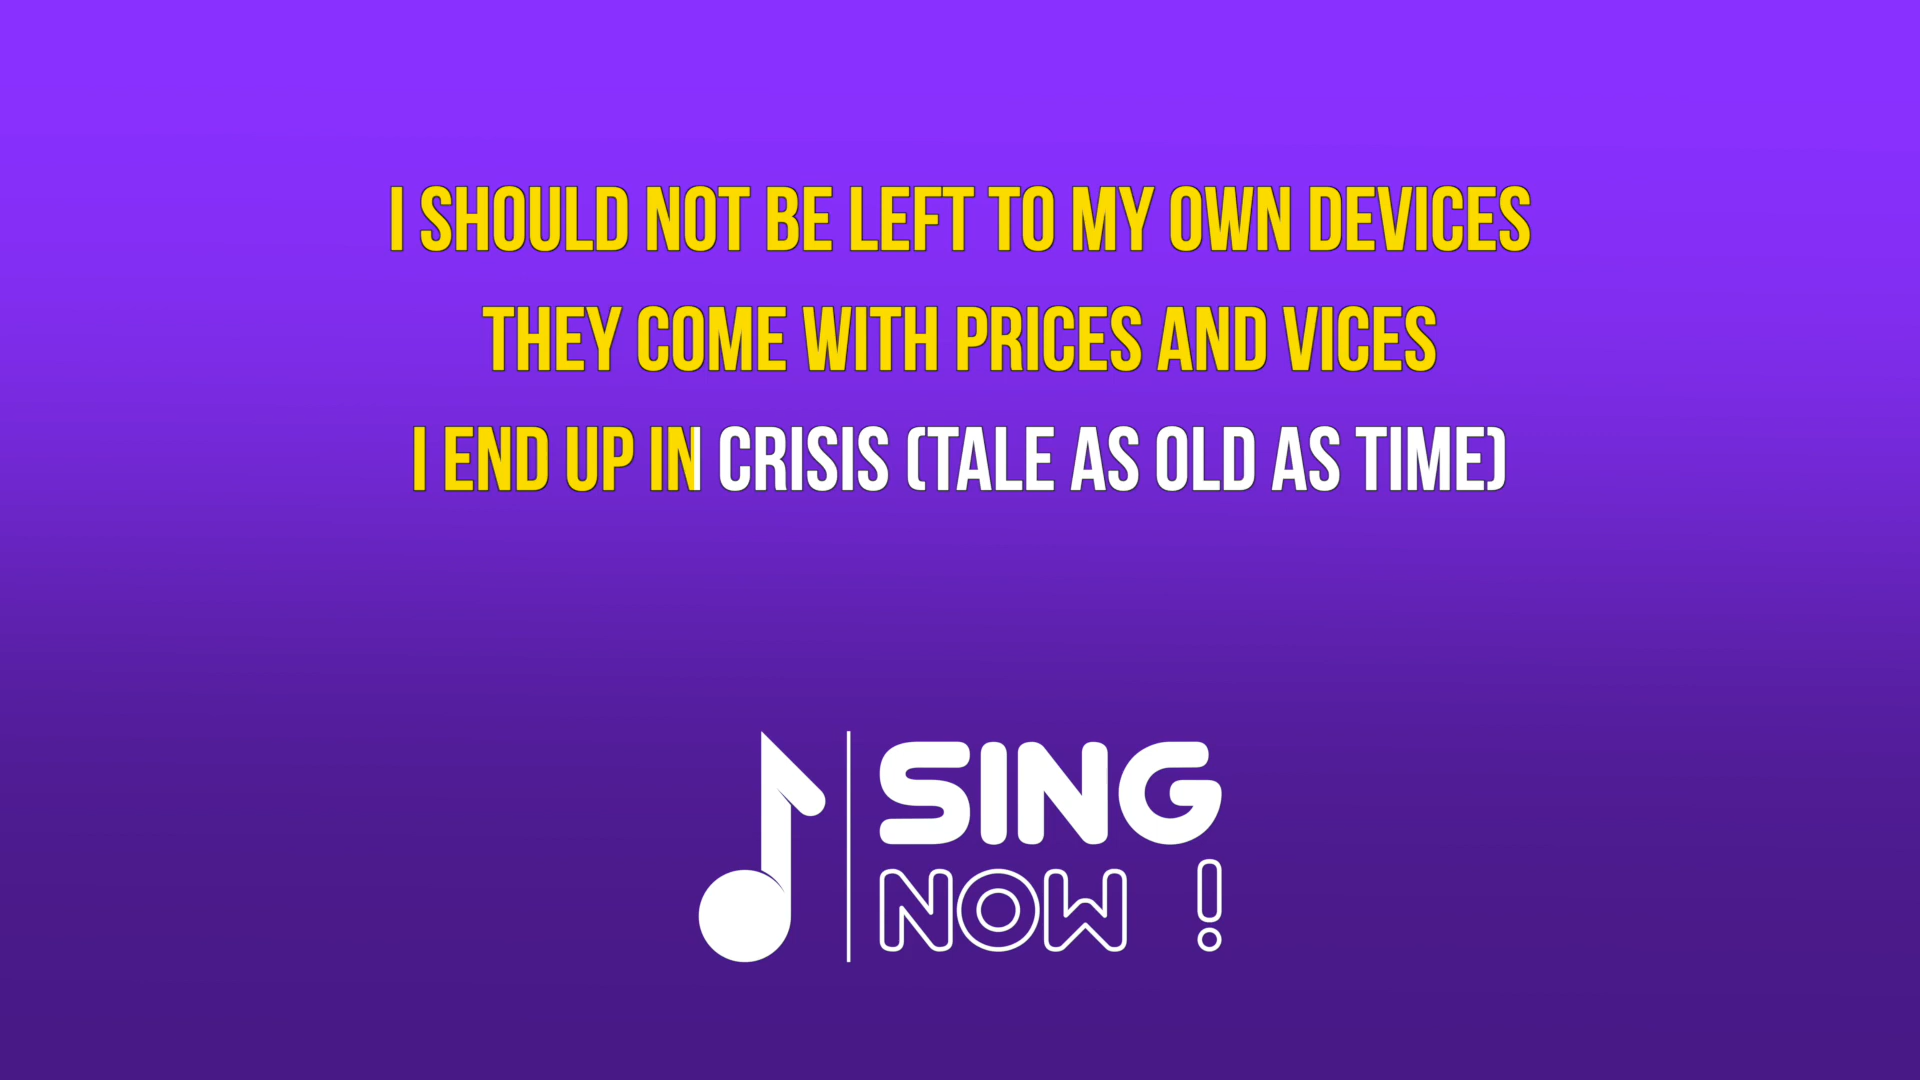 I SHOULD NOT BE LEFT TO MY OWN DEVICES
THEY COME WITH PRICES AND VICES
I END UP IN CRISIS (TALE AS OLD AS TIME)
SING
NOW !